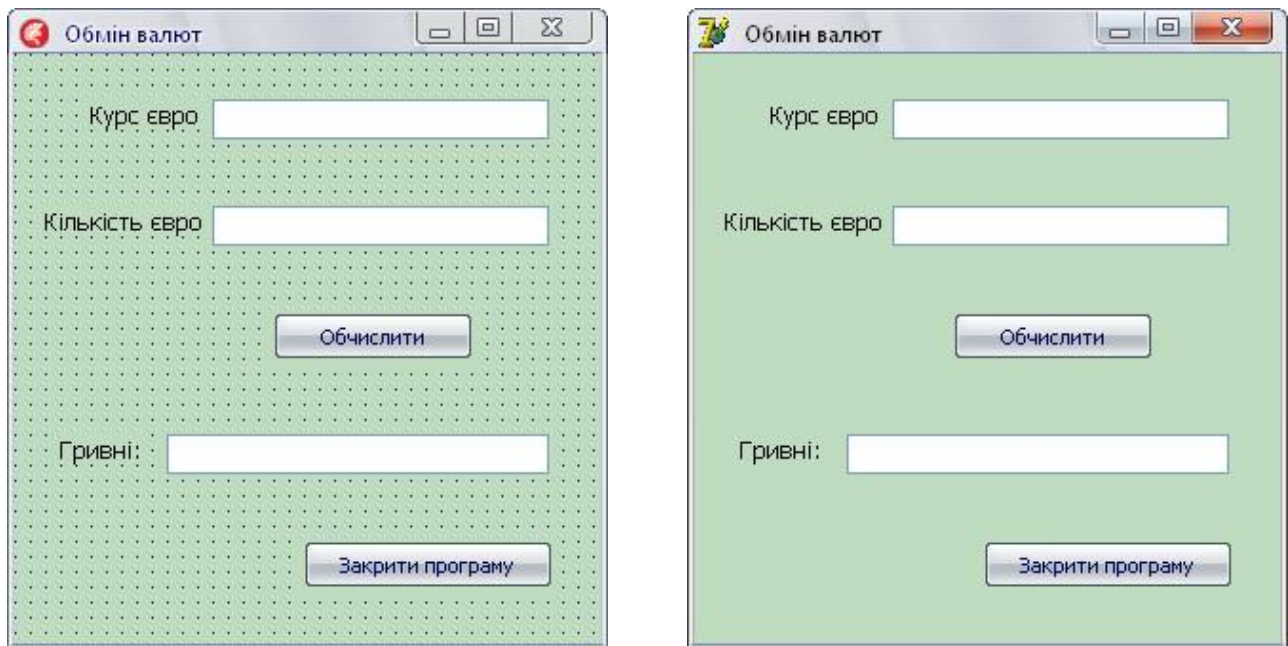 Обмін валют
Курс євро
Кількість євро
Обчислити
Гривні:
Закрити програму
Обмін валют
Курс євро
Кількість євро
Обчислити
Гривні:
Закрити програму